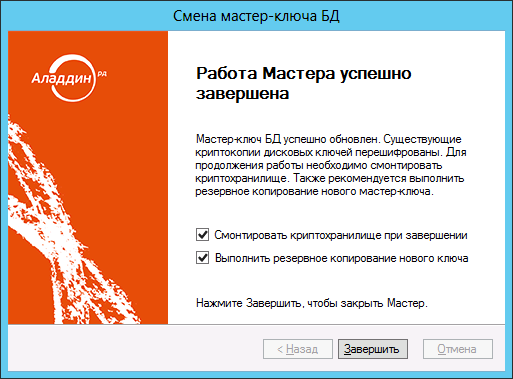 Смена мастер-ключа БД
Аладдин РД
Работа Мастера успешно
завершена
Мастер-ключ БД успешно обновлен. Существующие
криптокопии дисковых ключей перешифрованы. Для
продолжения работы необходимо смонтировать
криптохранилище. Также рекомендуется выполнить
резервное копирование нового мастер-ключа.
Смонтировать криптохранилище при завершении
Выполнить резервное копирование нового ключа
Нажмите Завершить, чтобы закрыть Мастер.
< Назад
Завершить
Отмена